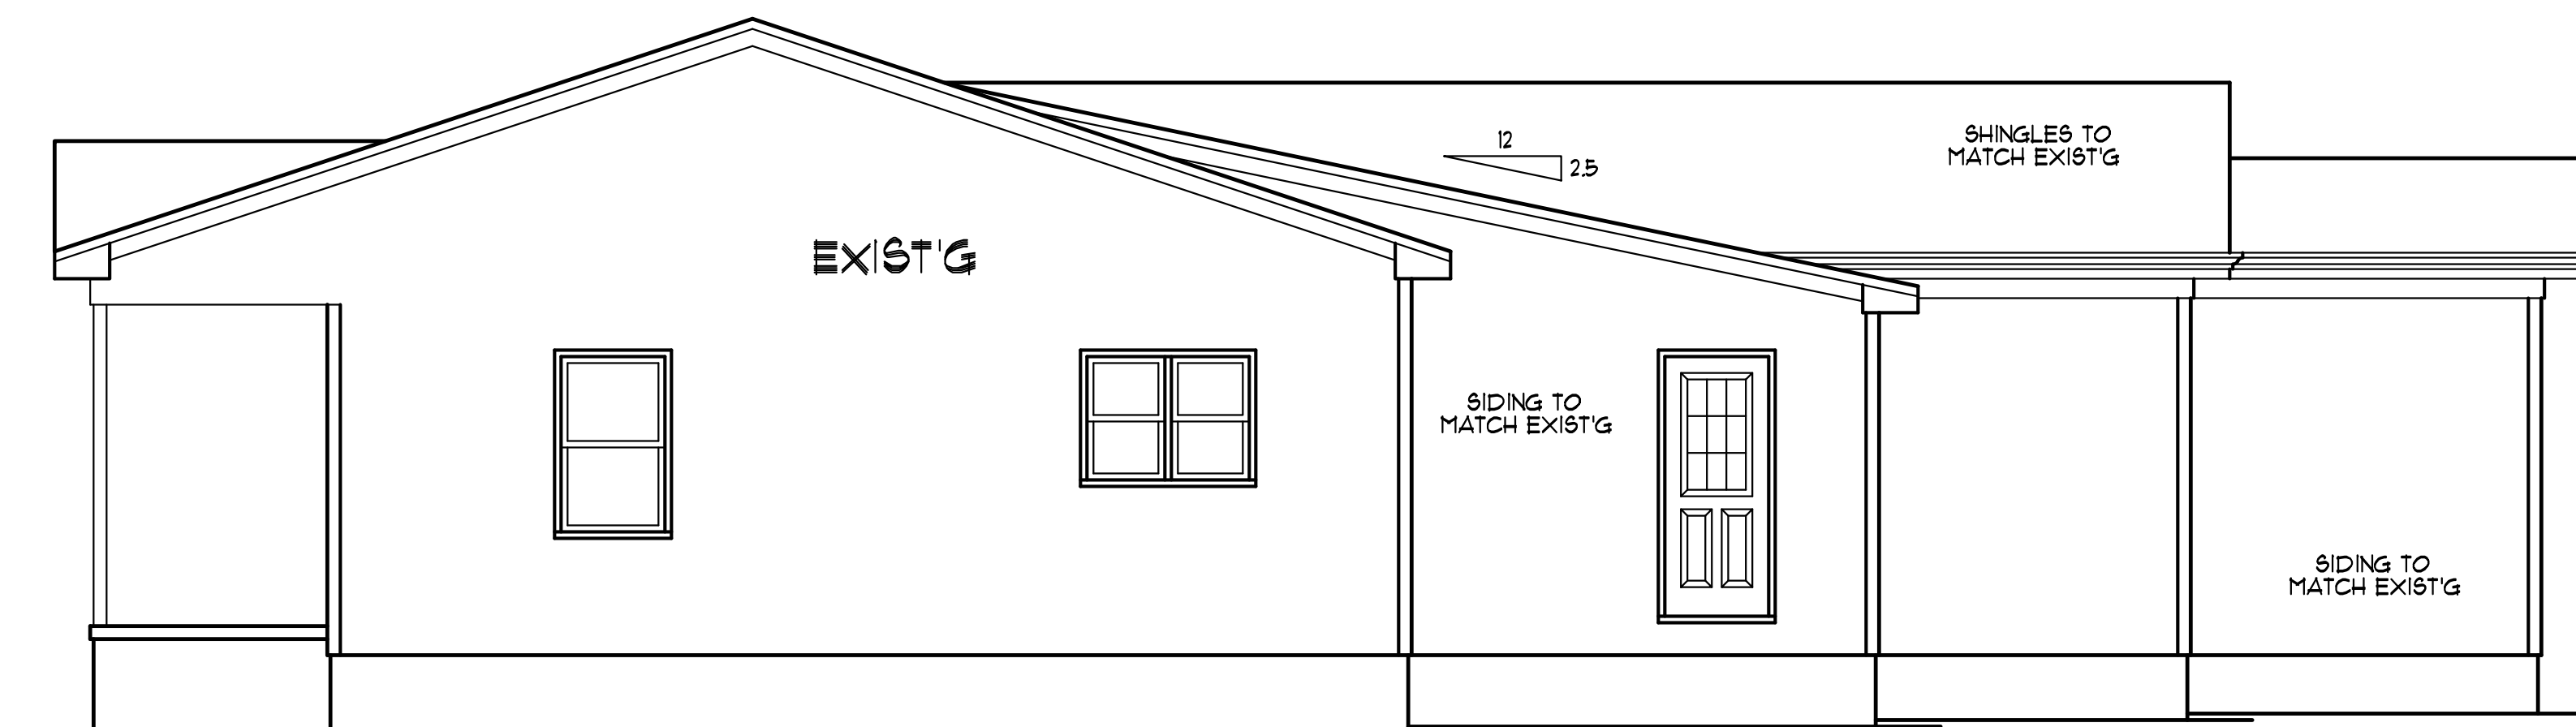 12
2.5
SHINGLES TO
MATCH EXIST'G
EXIST'G
SIDING TO
MATCH EXIST'G
SIDING TO
MATCH EXIST'G